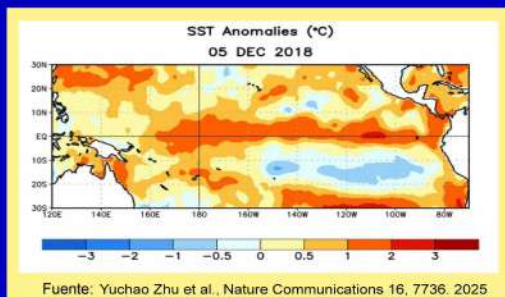 SST Anomalies (°C)
05 DEC 2018
30N
20N
10N
EQ
10S
20S
30S
120E 140E 160E 180 160W 140W 120W 100W 80W
-3 -2 -1 -0.5 0 0.5 1 2 3
Fuente: Yuchao Zhu et al., Nature Communications 16, 7736. 2025